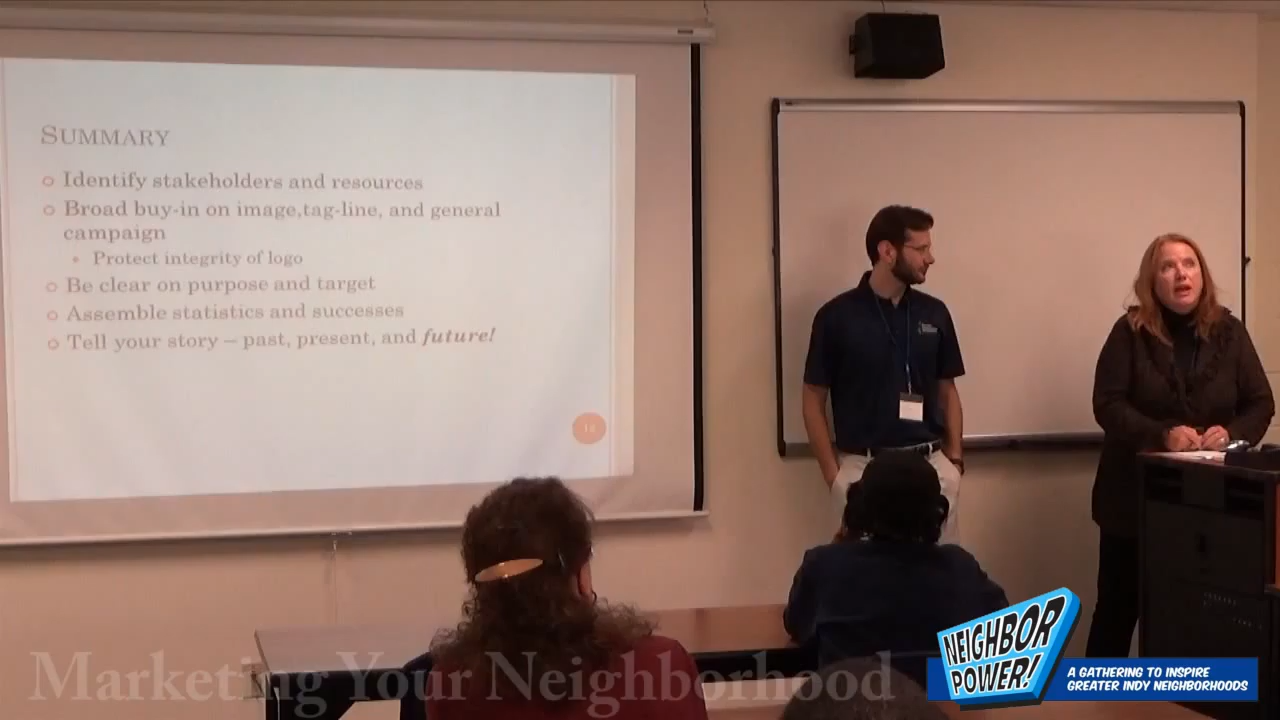 SUMMARY
Identify stakeholders and resources
Broad buy-in on image,tag-line, and general
campaign
Protect integrity of logo
Be clear on purpose and target
Assemble statistics and successes
Tell your story – past, present, and future!
Marketing Your Neighborhood
NEIGHBOR
POWER!
A GATHERING TO INSPIRE
GREATER INDY NEIGHBORHOODS